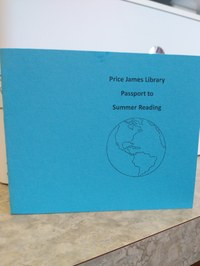 Price James Library
Passport to
Summer Reading